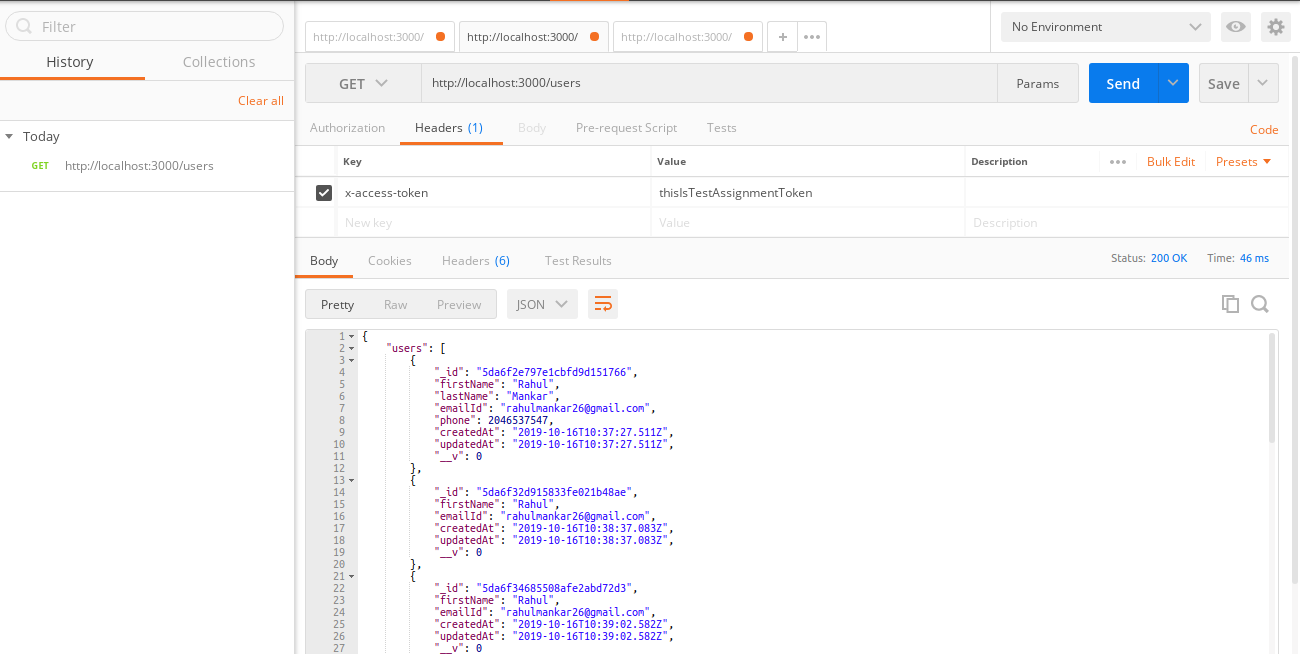 Filter
History Collections
Clear all
Today
GET http://localhost:3000/users
http://localhost:3000/ http://localhost:3000/ http://localhost:3000/ + •••
No Environment
GET http://localhost:3000/users Params Send Save
Authorization Headers (1) Body Pre-request Script Tests Code
Key Value Description ••• Bulk Edit Presets
x-access-token thisIsTestAssignmentToken
New key Value Description
Body Cookies Headers (6) Test Results Status: 200 OK Time: 46 ms
Pretty Raw Preview JSON
1 {
2 "users": [
3 {
4 "_id": "5da6f2e797e1cbfd9d151766",
5 "firstName": "Rahul",
6 "lastName": "Mankar",
7 "emailId": "rahulmankar26@gmail.com",
8 "phone": 2046537547,
9 "createdAt": "2019-10-16T10:37:27.511Z",
10 "updatedAt": "2019-10-16T10:37:27.511Z",
11 "__v": 0
12 },
13 {
14 "_id": "5da6f32d915833fe021b48ae",
15 "firstName": "Rahul",
16 "emailId": "rahulmankar26@gmail.com",
17 "createdAt": "2019-10-16T10:38:37.083Z",
18 "updatedAt": "2019-10-16T10:38:37.083Z",
19 "__v": 0
20 },
21 {
22 "_id": "5da6f34685508afe2abd72d3",
23 "firstName": "Rahul",
24 "emailId": "rahulmankar26@gmail.com",
25 "createdAt": "2019-10-16T10:39:02.582Z",
26 "updatedAt": "2019-10-16T10:39:02.582Z",
27 "__v": 0